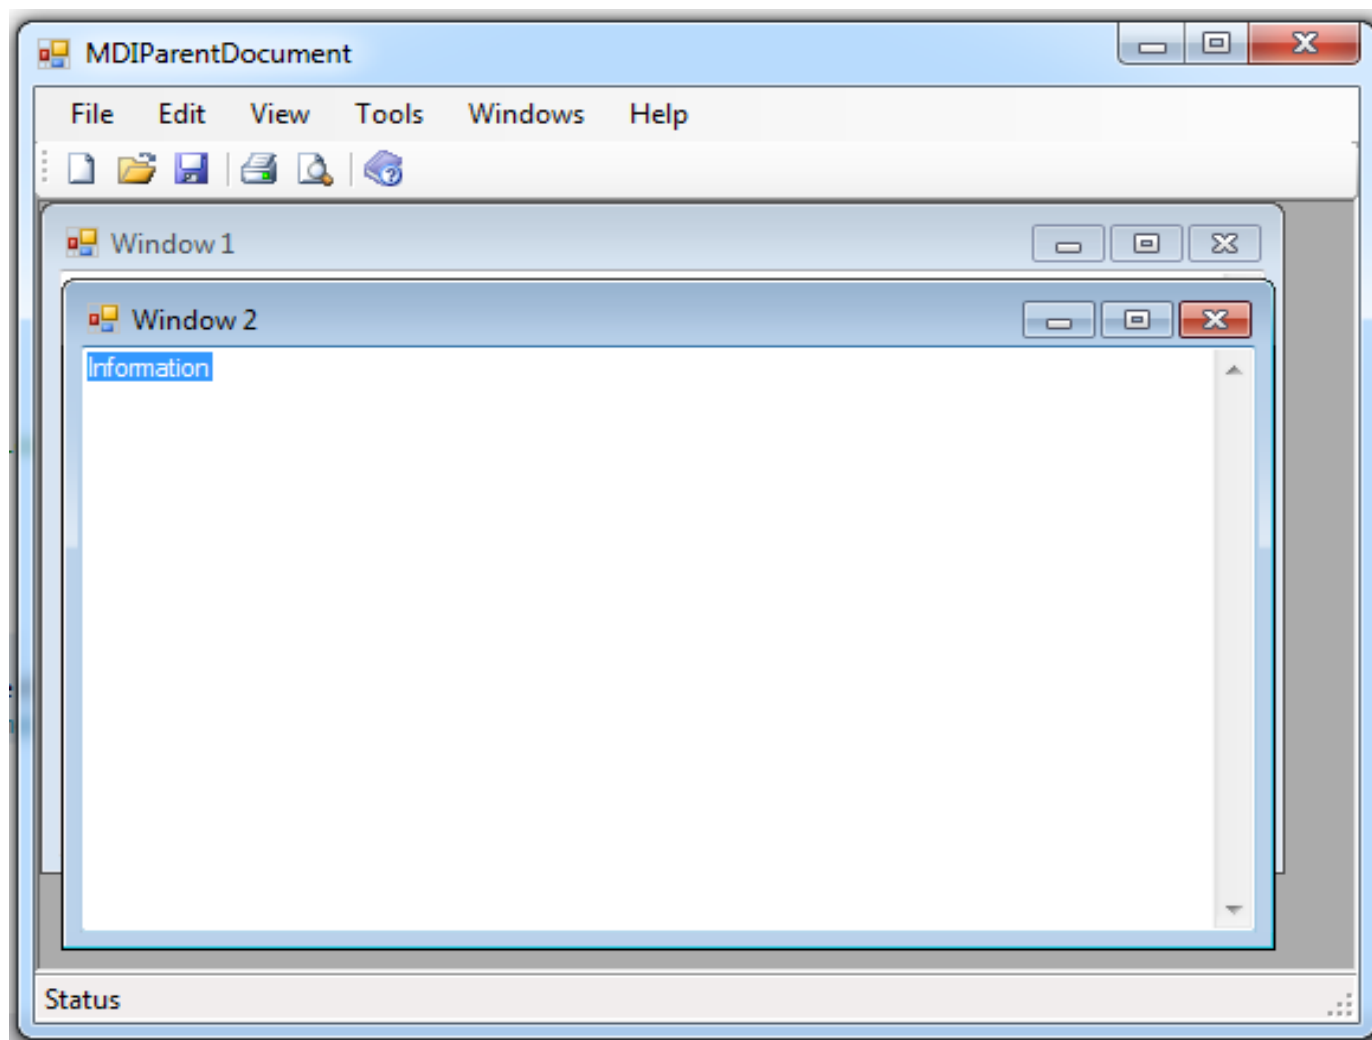 MDIParentDocument
File Edit View Tools Windows Help
Window 1
Window 2
Information
Status